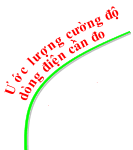 Ước lượng cường độ
dòng điện cần đo